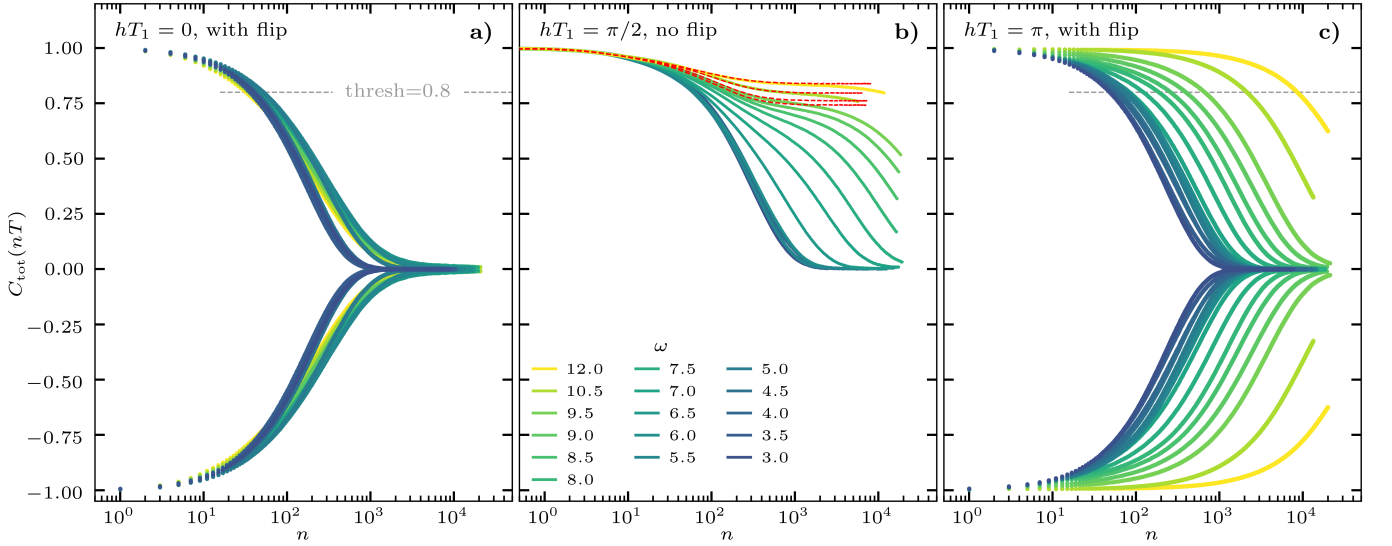 hT₁ = 0, with flip
a)
hT₁ = π/2, no flip
b)
hT₁ = π, with flip
c)
thresh=0.8
C_tot(nT)
1.00
0.75
0.50
0.25
0.00
−0.25
−0.50
−0.75
−1.00
ω
12.0 7.5 5.0
10.5 7.0 4.5
9.5 6.5 4.0
9.0 6.0 3.5
8.5 5.5 3.0
8.0
10⁰ 10¹ 10² 10³ 10⁴
n
10⁰ 10¹ 10² 10³ 10⁴
n
10⁰ 10¹ 10² 10³ 10⁴
n